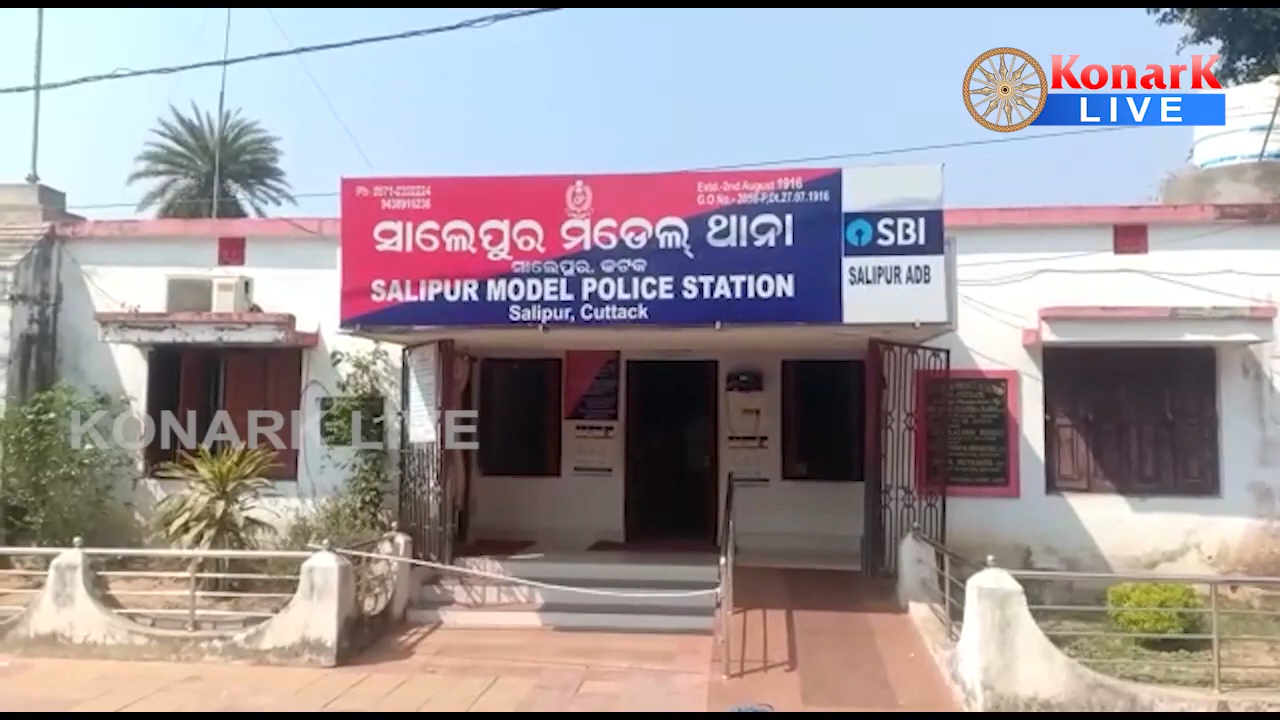 KonarK
LIVE
Ph 0671-2352224
9438916236
Estd.-2nd August 1916
G.O No.- 2856-P,Dt.27.07.1916
ସାଲେପୁର ମଡେଲ୍ ଥାନା
ସାଲେପୁର, କଟକ
SALIPUR MODEL POLICE STATION
Salipur, Cuttack
SBI
SALIPUR ADB
KONARK LIVE